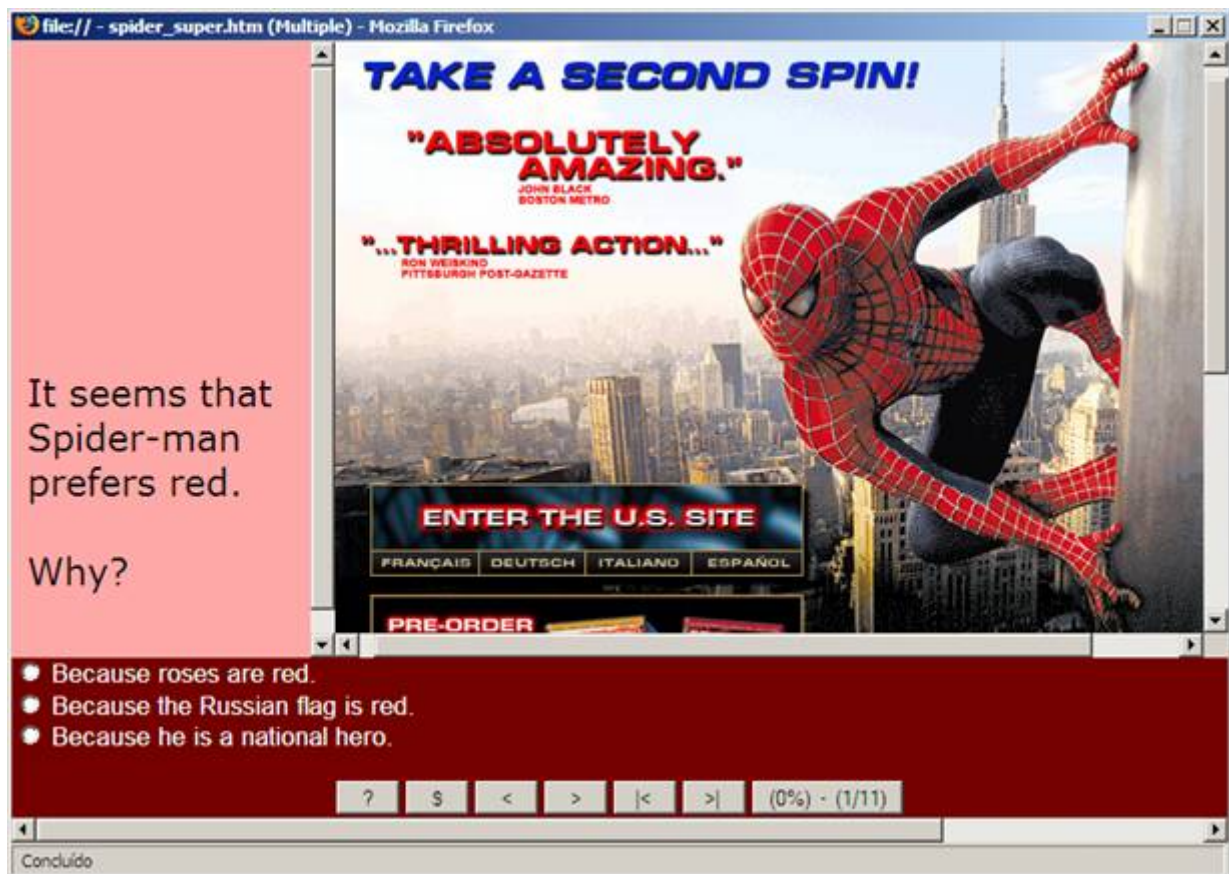 file:// - spider_super.htm (Multiple) - Mozilla Firefox
TAKE A SECOND SPIN!
"ABSOLUTELY
AMAZING."
JOHN BLACK
BOSTON METRO
"...THRILLING ACTION..."
RON WEISKIND
PITTSBURGH POST-GAZETTE
It seems that
Spider-man
prefers red.
Why?
ENTER THE U.S. SITE
FRANÇAIS DEUTSCH ITALIANO ESPAÑOL
PRE-ORDER
Because roses are red.
Because the Russian flag is red.
Because he is a national hero.
? $ < > |< >| (0%) - (1/11)
Concluído